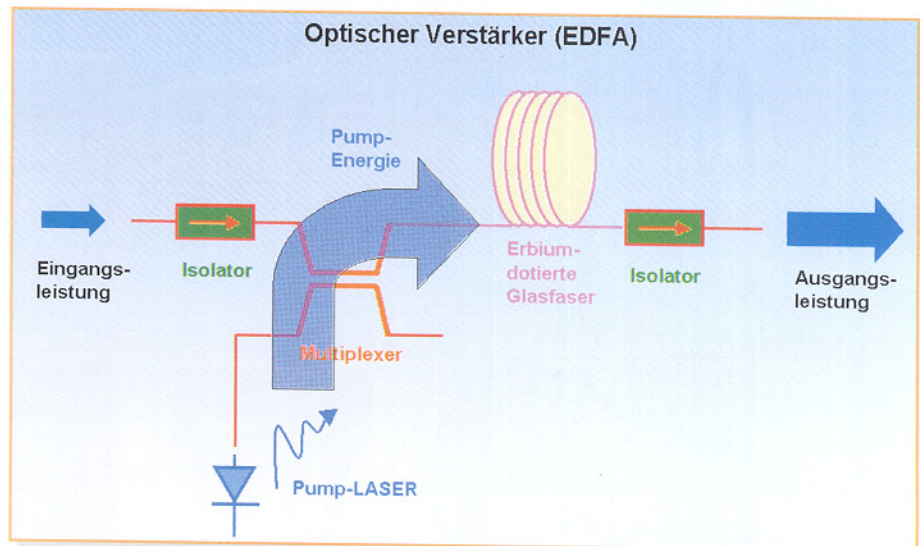 Optischer Verstärker (EDFA)
Pump-
Energie
Eingangs-
leistung
Isolator
Erbium-
dotierte
Glasfaser
Isolator
Ausgangs-
leistung
Multiplexer
Pump-LASER